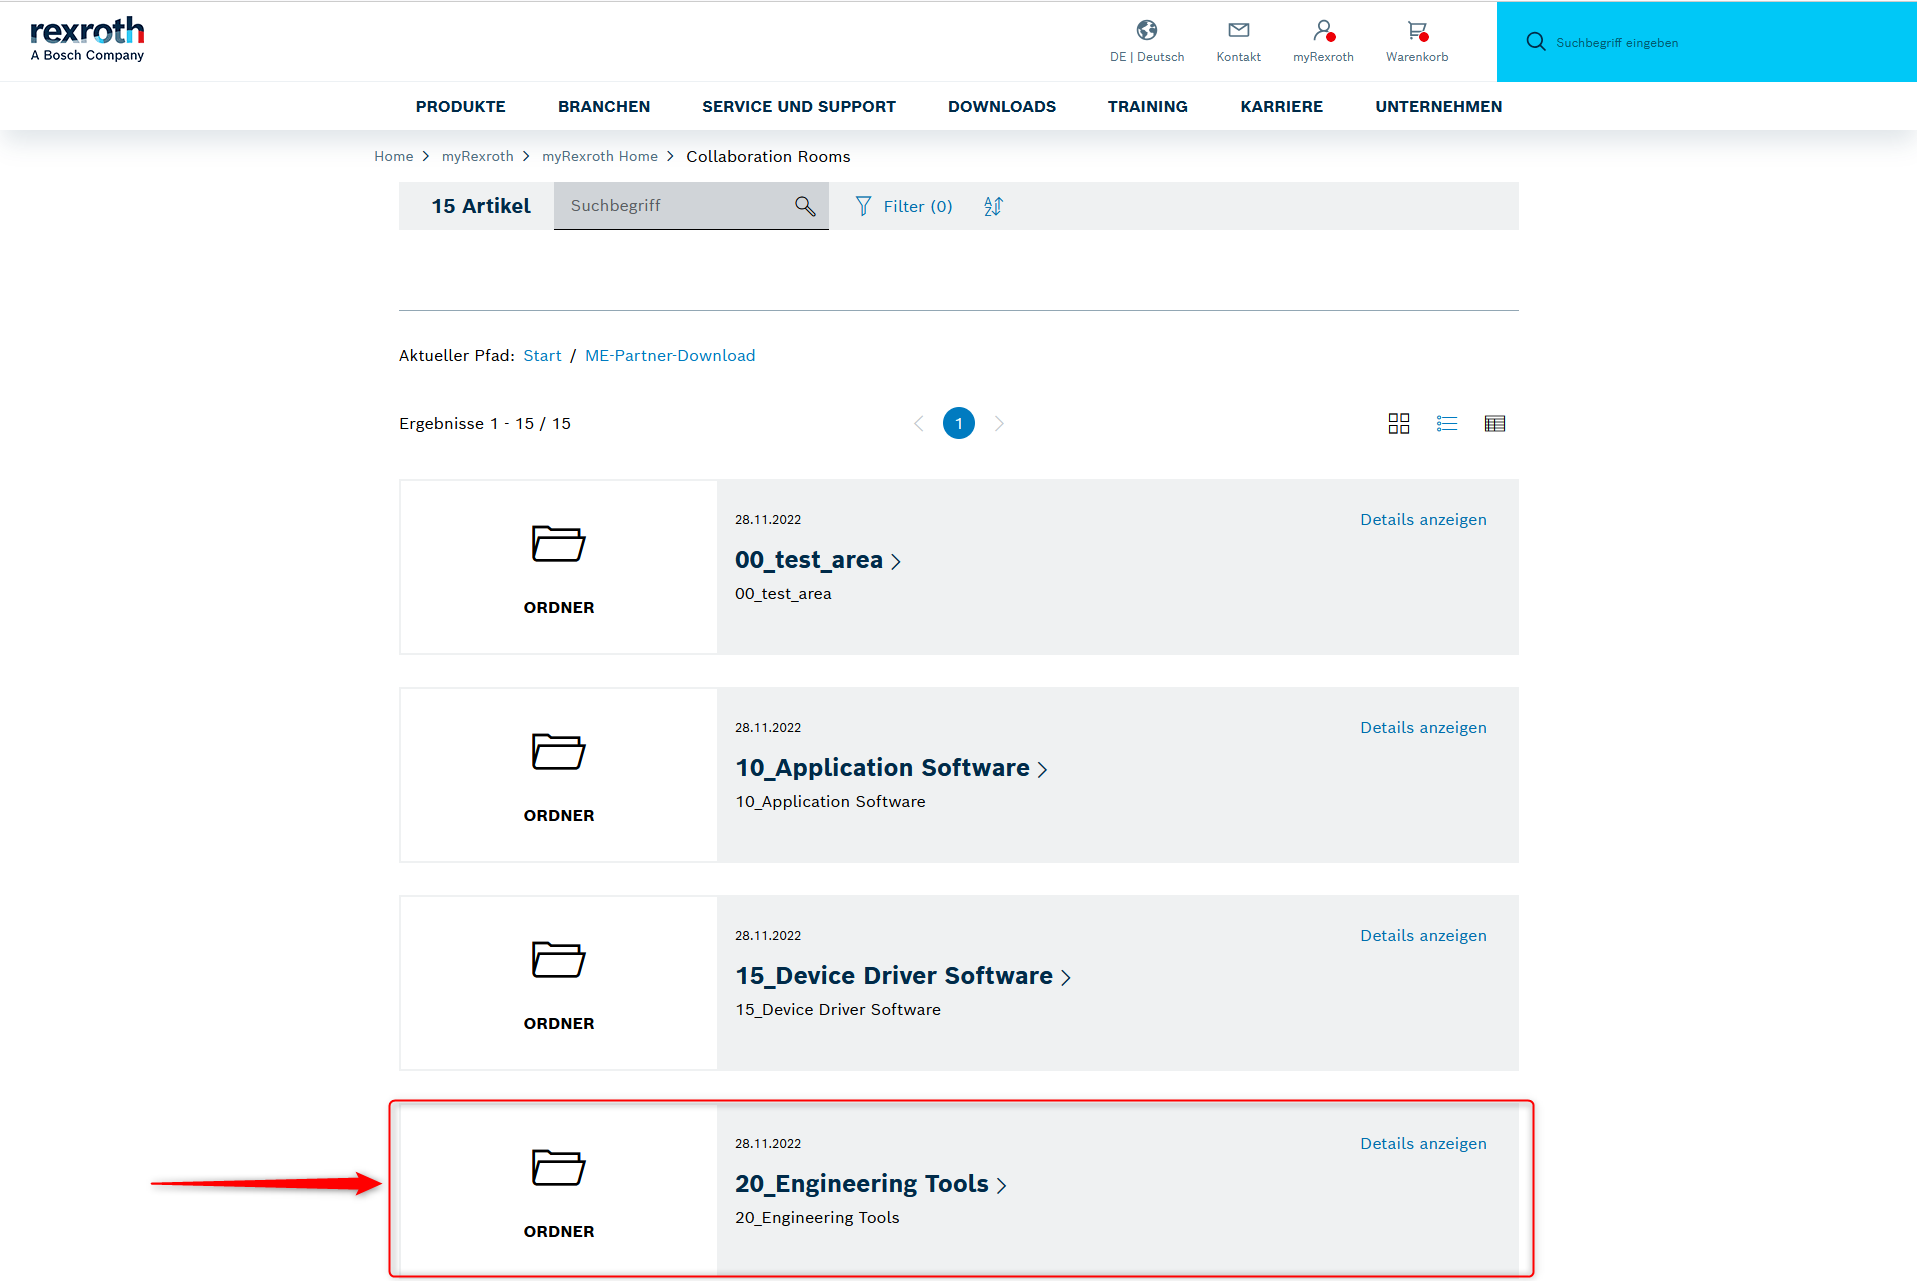 rexroth
A Bosch Company
DE | Deutsch
Kontakt
myRexroth
Warenkorb
Suchbegriff eingeben
PRODUKTE BRANCHEN SERVICE UND SUPPORT DOWNLOADS TRAINING KARRIERE UNTERNEHMEN
Home > myRexroth > myRexroth Home > Collaboration Rooms
15 Artikel Suchbegriff Filter (0)
Aktueller Pfad: Start / ME-Partner-Download
Ergebnisse 1 - 15 / 15 < 1 >
28.11.2022 Details anzeigen
00_test_area >
00_test_area
ORDNER
28.11.2022 Details anzeigen
10_Application Software >
10_Application Software
ORDNER
28.11.2022 Details anzeigen
15_Device Driver Software >
15_Device Driver Software
ORDNER
28.11.2022 Details anzeigen
20_Engineering Tools >
20_Engineering Tools
ORDNER